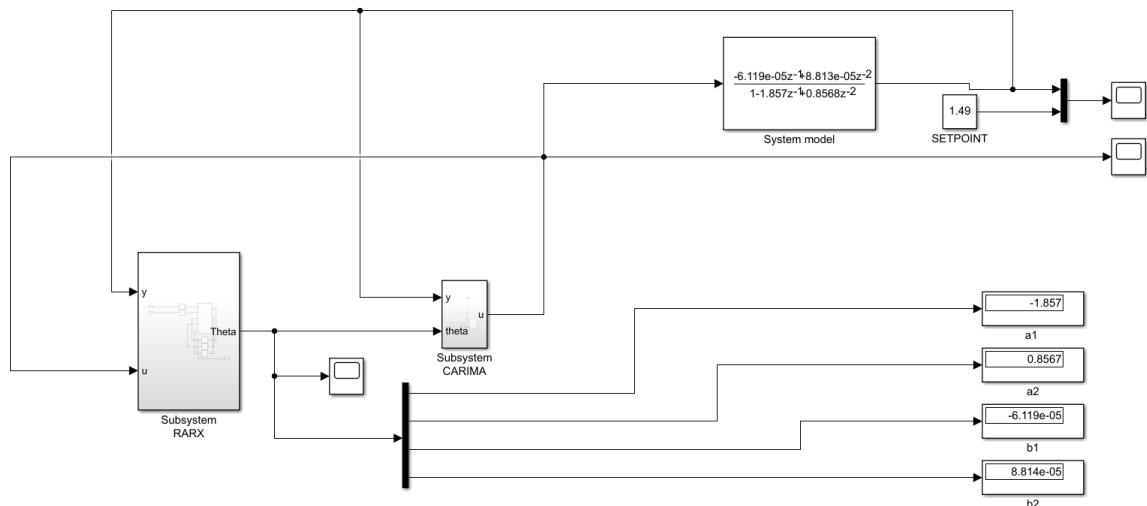 -6.119e-05z-1+8.813e-05z-2
1-1.857z-1+0.8568z-2
System model
1.49
SETPOINT
y
u
Theta
Subsystem
RARX
y
theta
u
Subsystem
CARIMA
-1.857
a1
0.8567
a2
-6.119e-05
b1
8.814e-05
b2